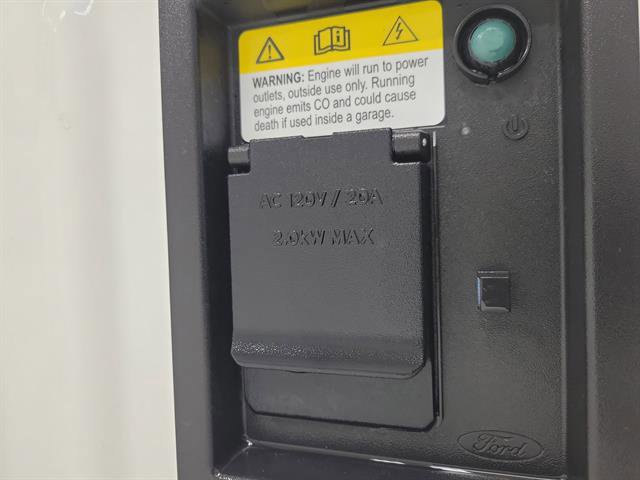 WARNING: Engine will run to power
outlets, outside use only. Running
engine emits CO and could cause
death if used inside a garage.
AC 120V / 20A
2.0kW MAX
Ford